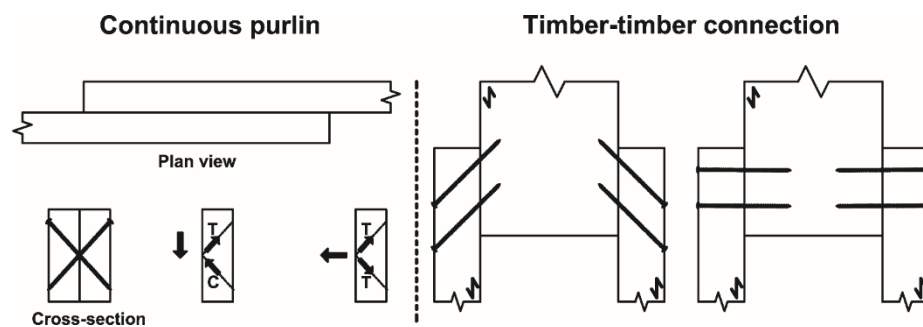 Continuous purlin
Timber-timber connection
Plan view
T
C
T
T
Cross-section